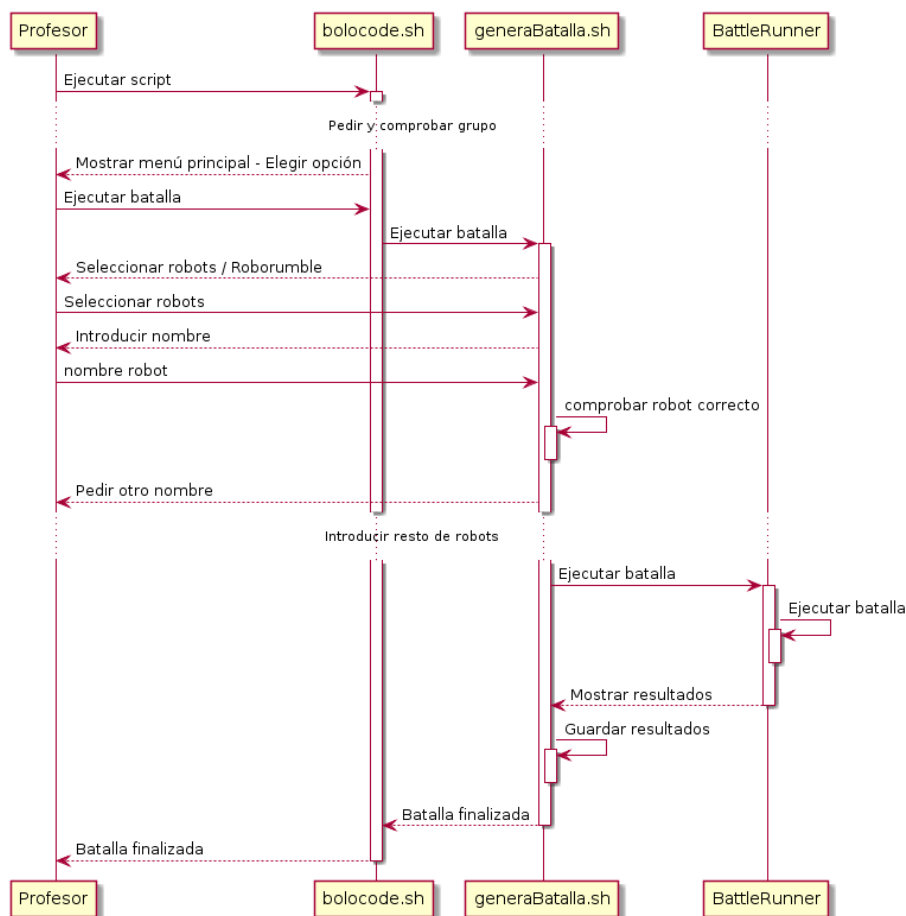 Profesor bolocode.sh generaBatalla.sh BattleRunner
Ejecutar script
Pedir y comprobar grupo
Mostrar menú principal - Elegir opción
Ejecutar batalla
Ejecutar batalla
Seleccionar robots / Roborumble
Seleccionar robots
Introducir nombre
nombre robot
comprobar robot correcto
Pedir otro nombre
Introducir resto de robots
Ejecutar batalla
Ejecutar batalla
Mostrar resultados
Guardar resultados
Batalla finalizada
Batalla finalizada
Profesor bolocode.sh generaBatalla.sh BattleRunner